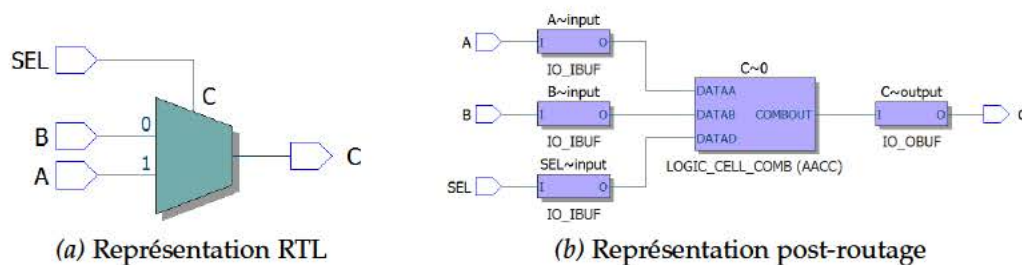 SEL
C
B
0
A
1
C
(a) Représentation RTL
A~input
A
I
O
IO_IBUF
B~input
B
I
O
IO_IBUF
SEL~input
SEL
I
O
IO_IBUF
C~0
DATAA
DATAB
COMBOUT
DATAD
LOGIC_CELL_COMB (AACC)
C~output
I
O
IO_OBUF
C
(b) Représentation post-routage